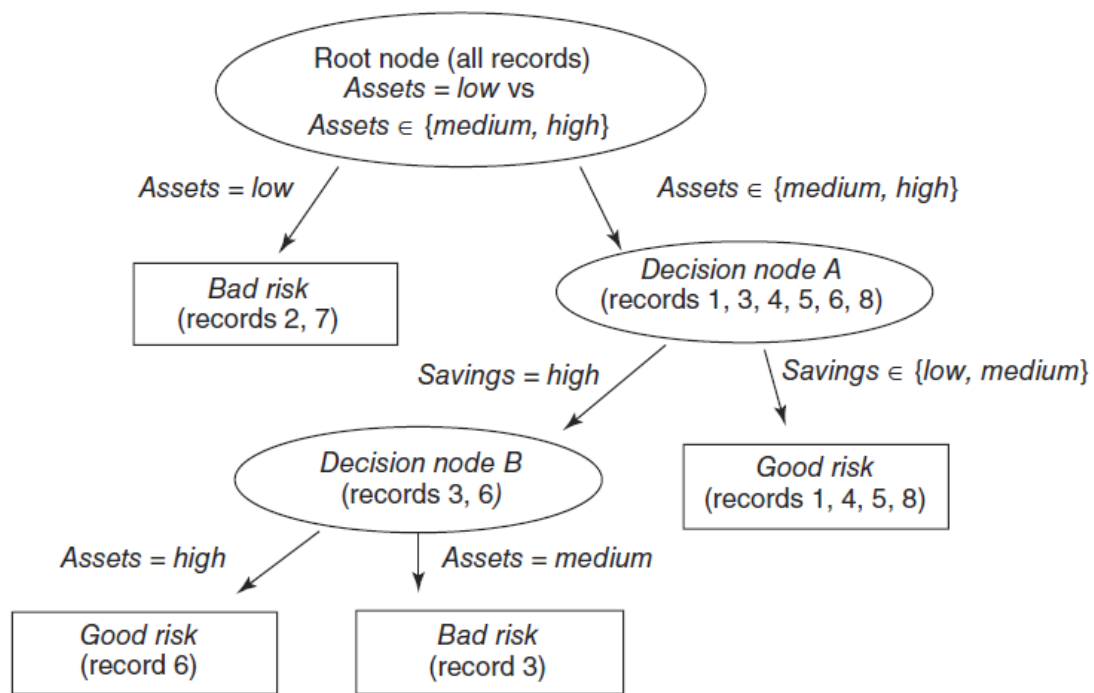 Root node (all records)
Assets = low vs
Assets ∈ {medium, high}
Assets = low
Assets ∈ {medium, high}
Bad risk
(records 2, 7)
Decision node A
(records 1, 3, 4, 5, 6, 8)
Savings = high
Savings ∈ {low, medium}
Decision node B
(records 3, 6)
Good risk
(records 1, 4, 5, 8)
Assets = high
Assets = medium
Good risk
(record 6)
Bad risk
(record 3)